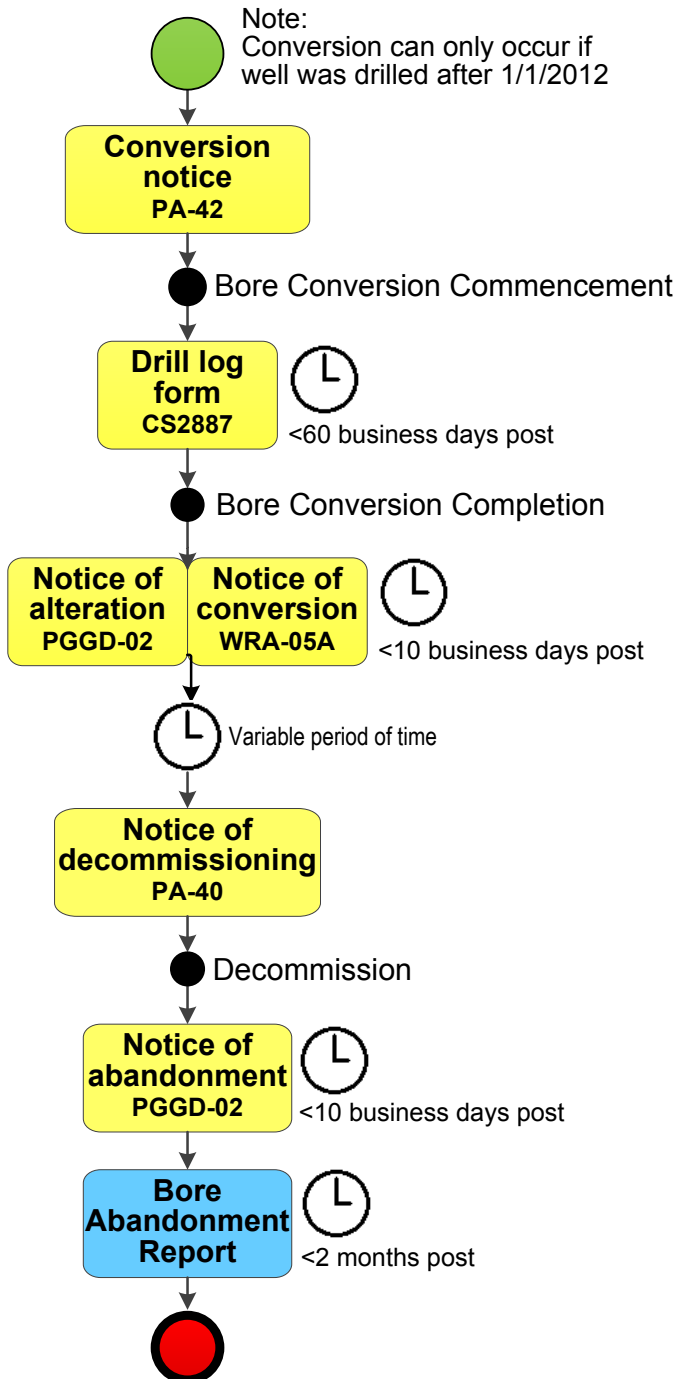 Note:
Conversion can only occur if
well was drilled after 1/1/2012
Conversion
notice
PA-42
Bore Conversion Commencement
Drill log
form
CS2887
<60 business days post
Bore Conversion Completion
Notice of
alteration
PGGD-02
Notice of
conversion
WRA-05A
<10 business days post
Variable period of time
Notice of
decommissioning
PA-40
Decommission
Notice of
abandonment
PGGD-02
<10 business days post
Bore
Abandonment
Report
<2 months post